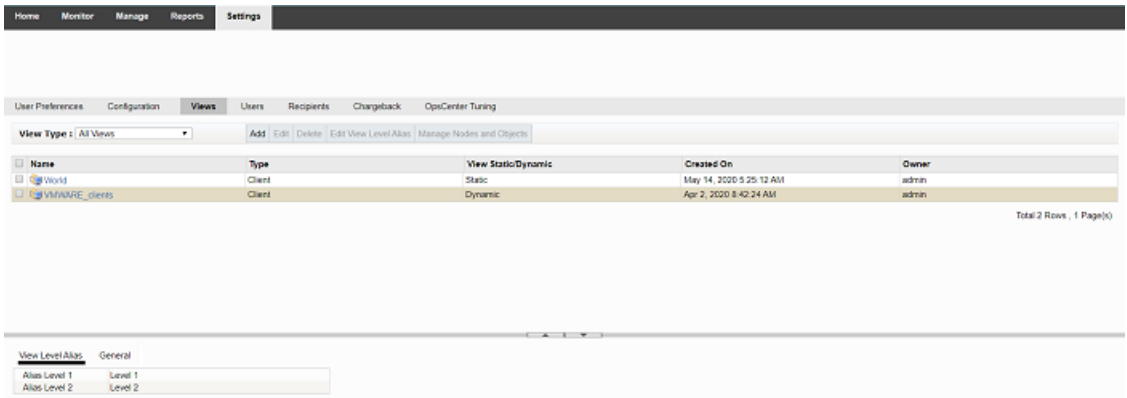 Home Monitor Manage Reports Settings
User Preferences Configuration Views Users Recipients Chargeback OpsCenter Tuning
View Type : All Views Add Edit Delete Edit View Level Alias Manage Nodes and Objects
Name Type View Static/Dynamic Created On Owner
World Client Static May 14, 2020 5:25:12 AM admin
VMWARE_clients Client Dynamic Apr 2, 2020 8:42:24 AM admin
Total 2 Rows , 1 Page(s)
View Level Alias General
Alias Level 1 Level 1
Alias Level 2 Level 2